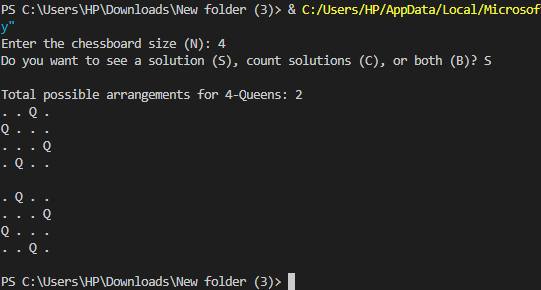 PS C:\Users\HP\Downloads\New folder (3)> & C:/Users/HP/AppData/Local/Microsof
y"
Enter the chessboard size (N): 4
Do you want to see a solution (S), count solutions (C), or both (B)? S
Total possible arrangements for 4-Queens: 2
. . Q .
Q . . .
. . . Q
. Q . .
. Q . .
. . . Q
Q . . .
. . Q .
PS C:\Users\HP\Downloads\New folder (3)>